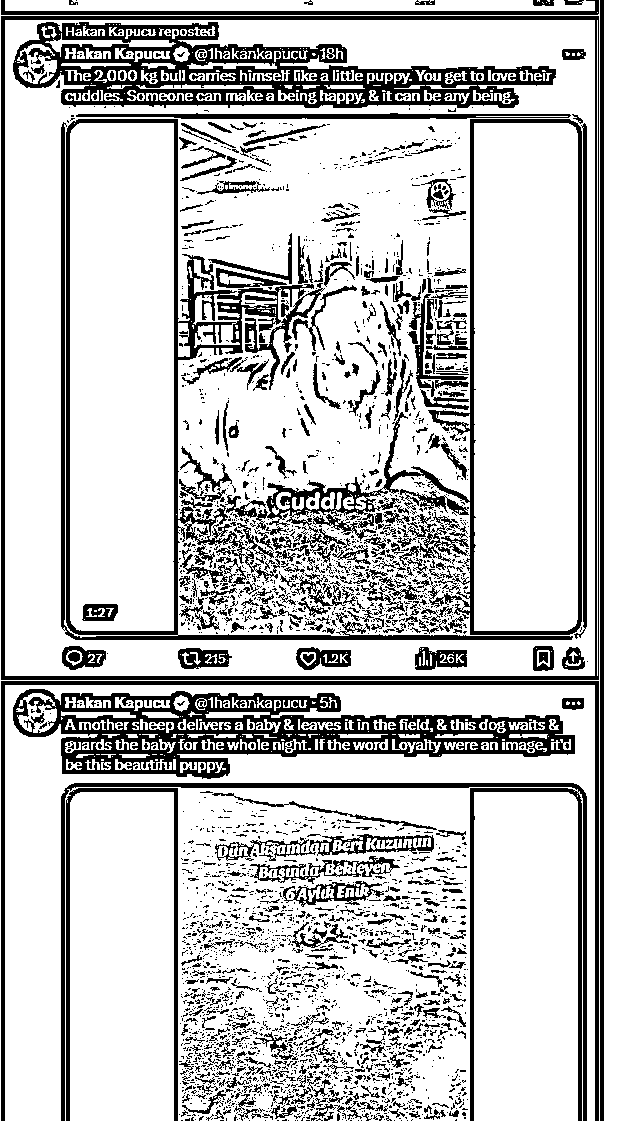 Hakan Kapucu reposted
Hakan Kapucu @1hakankapucu · 18h
The 2,000 kg bull carries himself like a little puppy. You get to love their
cuddles. Someone can make a being happy, & it can be any being.
Cuddles.
1:27
27 215 1.2K 26K
Hakan Kapucu @1hakankapucu · 5h
A mother sheep delivers a baby & leaves it in the field, & this dog waits &
guards the baby for the whole night. If the word Loyalty were an image, it'd
be this beautiful puppy.
Dün Akşamdan Beri Kuzunun
Başında Bekleyen
6 Aylık Enik